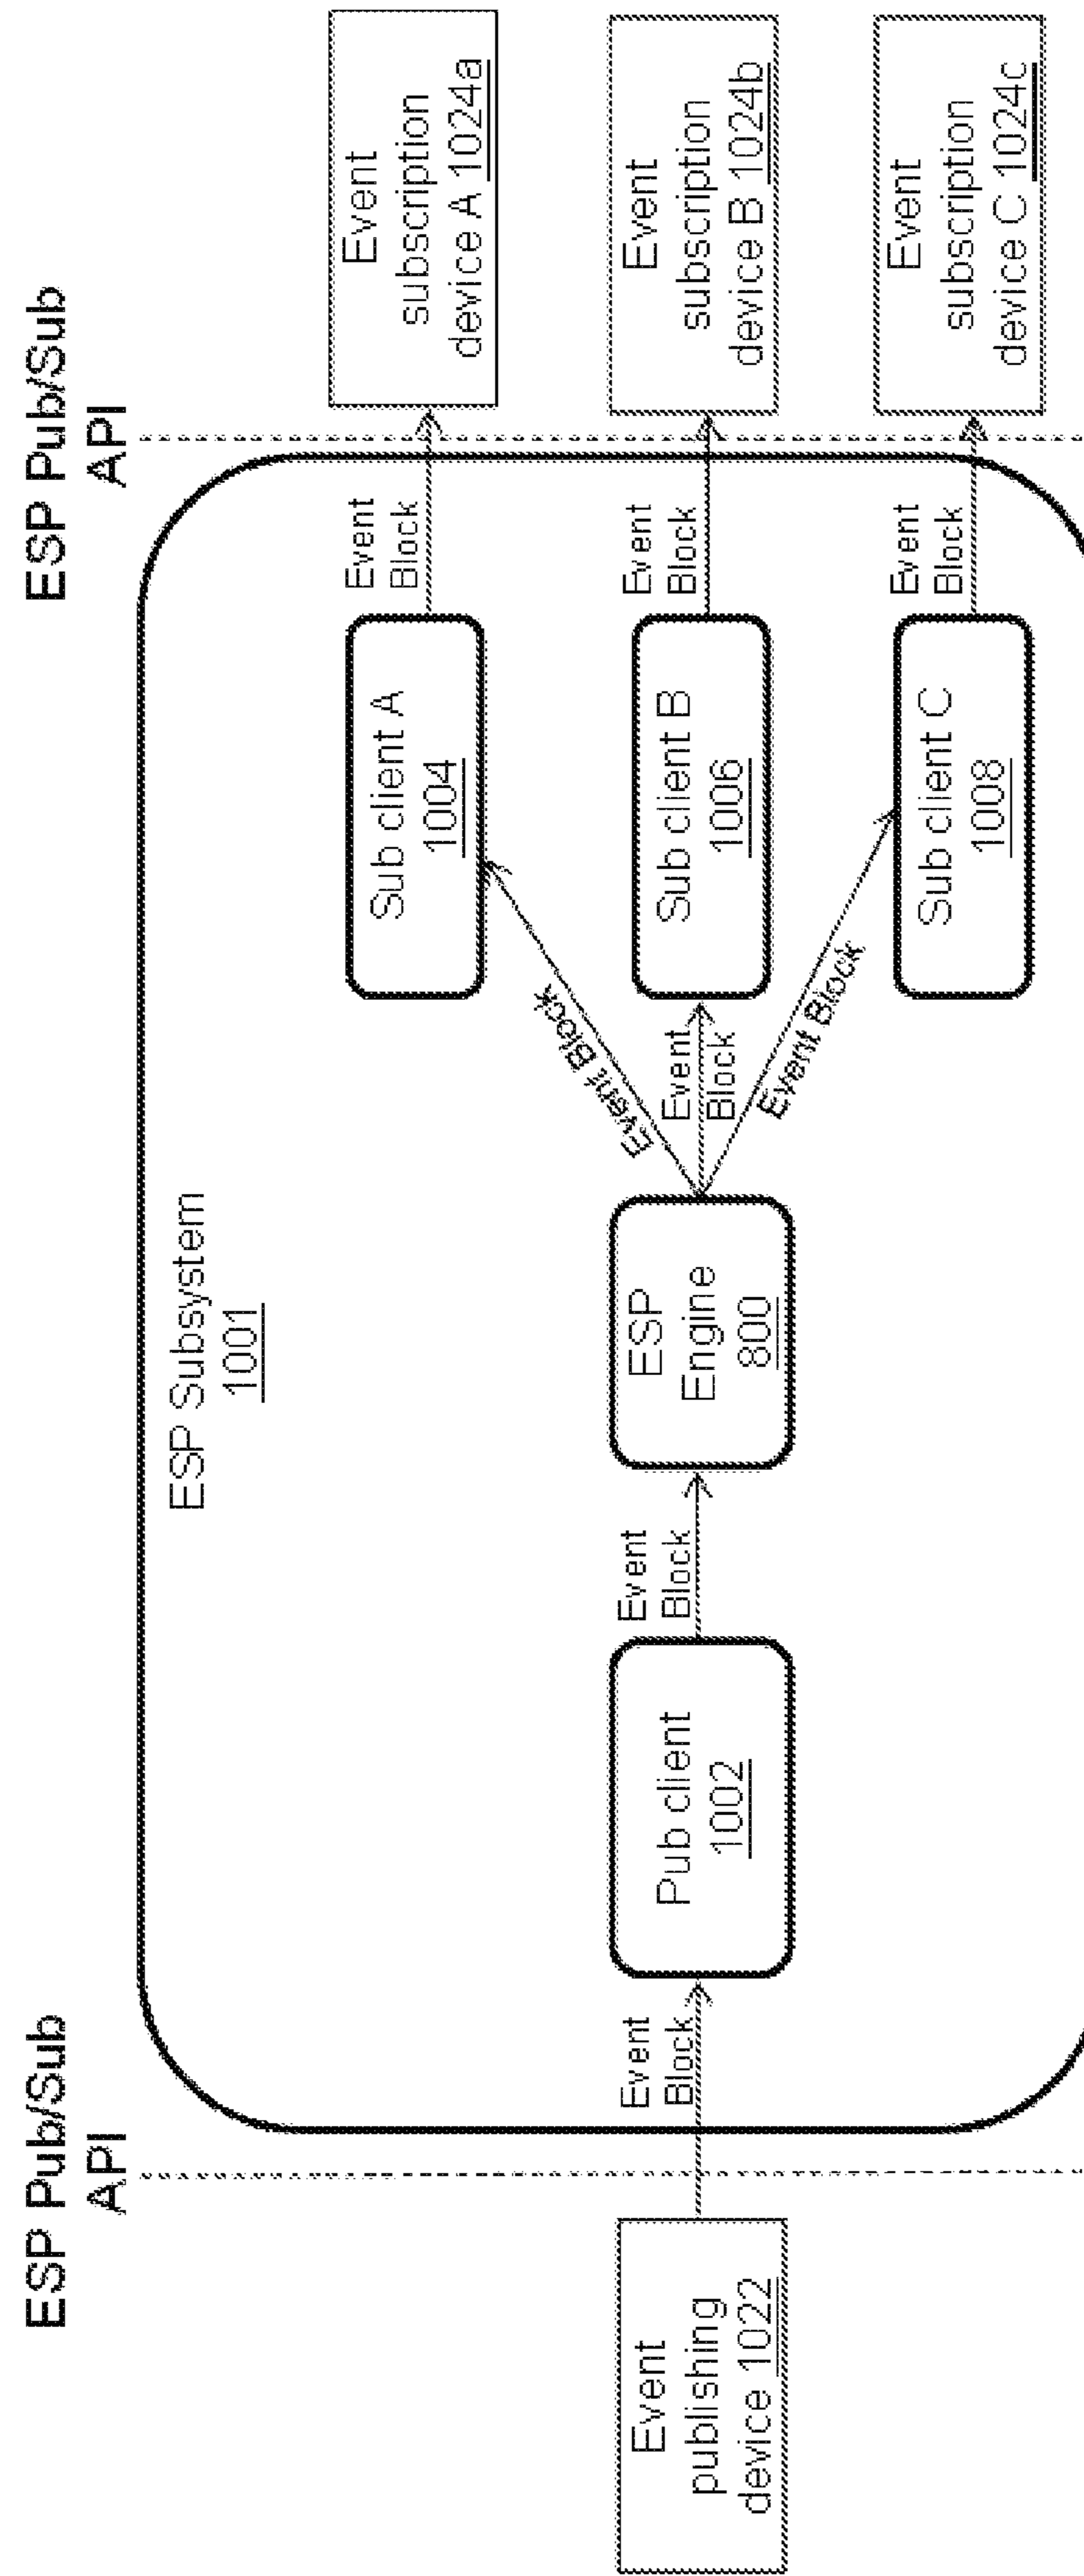 ESP Pub/Sub
API
ESP Pub/Sub
API
ESP Subsystem
1001
Event
publishing
device 1022
Event
Block
Pub client
1002
Event
Block
ESP
Engine
800
Event Block
Event
Block
Event Block
Sub client A
1004
Sub client B
1006
Sub client C
1008
Event
Block
Event
Block
Event
Block
Event
subscription
device A 1024a
Event
subscription
device B 1024b
Event
subscription
device C 1024c